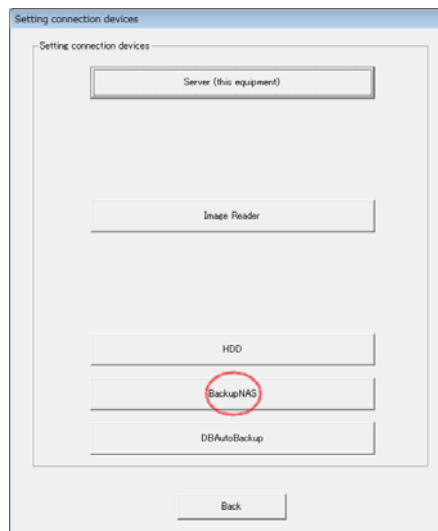 Setting connection devices
Setting connection devices
Server (this equipment)
Image Reader
HDD
BackupNAS
DBAutoBackup
Back